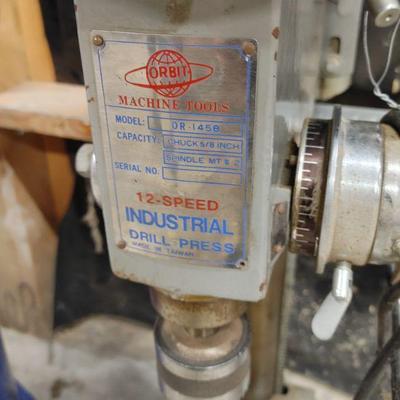 ORBIT
MACHINE TOOLS
MODEL: OR-1458
CAPACITY: CHUCK 5/8 INCH
SPINDLE MT # 2
SERIAL NO.
12-SPEED
INDUSTRIAL
DRILL PRESS
MADE IN TAIWAN